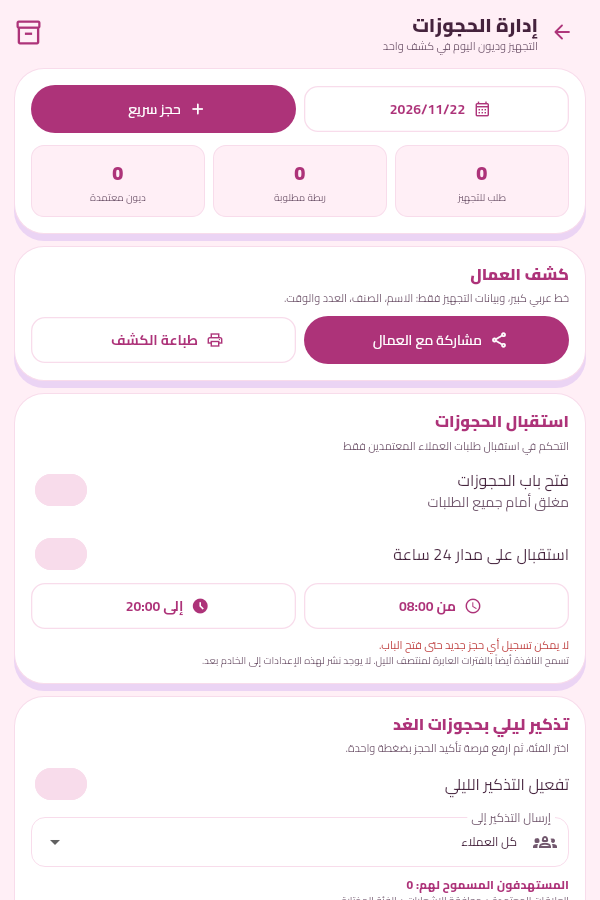 إدارة الحجوزات
التجهيز وديون اليوم في كشف واحد
2026/11/22
حجز سريع
0
طلب للتجهيز
0
ربطة مطلوبة
0
ديون معتمدة
كشف العمال
خط عربي كبير، وبيانات التجهيز فقط: الاسم، الصنف، العدد والوقت.
مشاركة مع العمال
طباعة الكشف
استقبال الحجوزات
التحكم في استقبال طلبات العملاء المعتمدين فقط
فتح باب الحجوزات
مغلق أمام جميع الطلبات
استقبال على مدار 24 ساعة
من 08:00
إلى 20:00
لا يمكن تسجيل أي حجز جديد حتى فتح الباب.
تسمح النافذة أيضاً بالفترات العابرة لمنتصف الليل. لا يوجد نشر لهذه الإعدادات إلى الخادم بعد.
تذكير ليلي بحجوزات الغد
اختر الفئة، ثم ارفع فرصة تأكيد الحجز بضغطة واحدة.
تفعيل التذكير الليلي
إرسال التذكير إلى
كل العملاء
المستهدفون المسموح لهم: 0